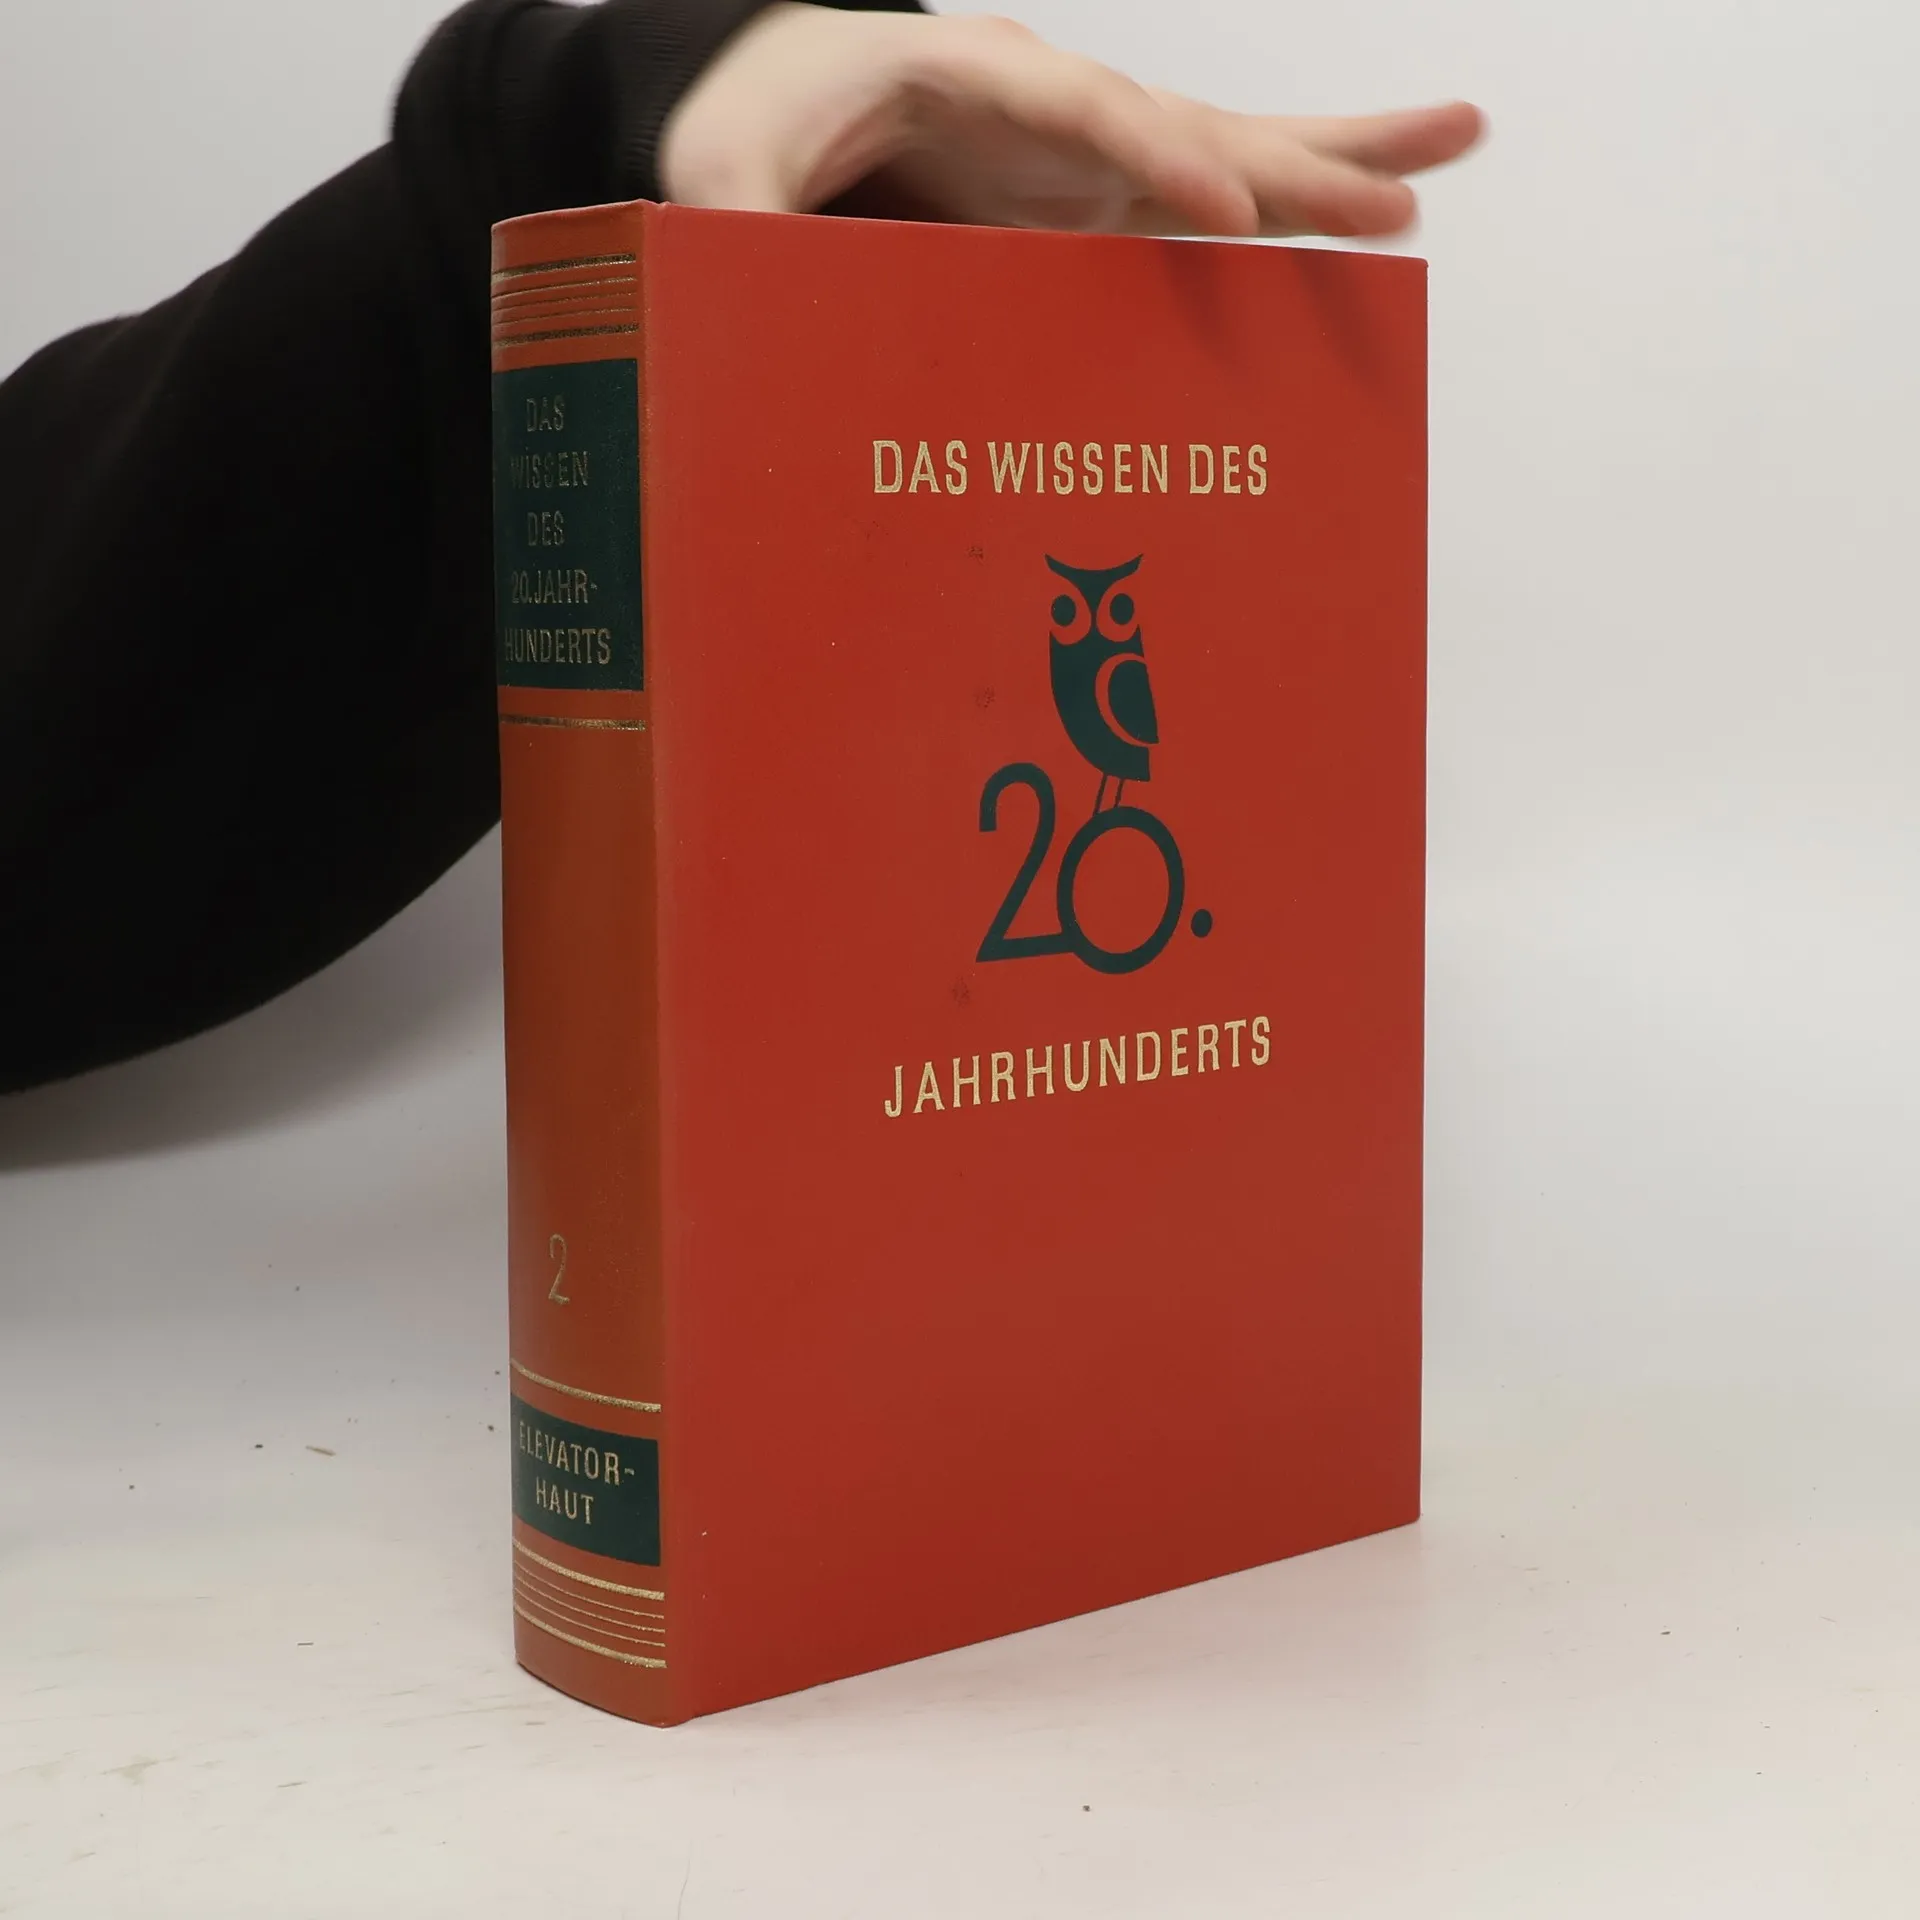 DAS
WISSEN
DES
20.JAHR-
HUNDERTS
2
ELEVATOR-
HAUT
DAS WISSEN DES
20.
JAHRHUNDERTS